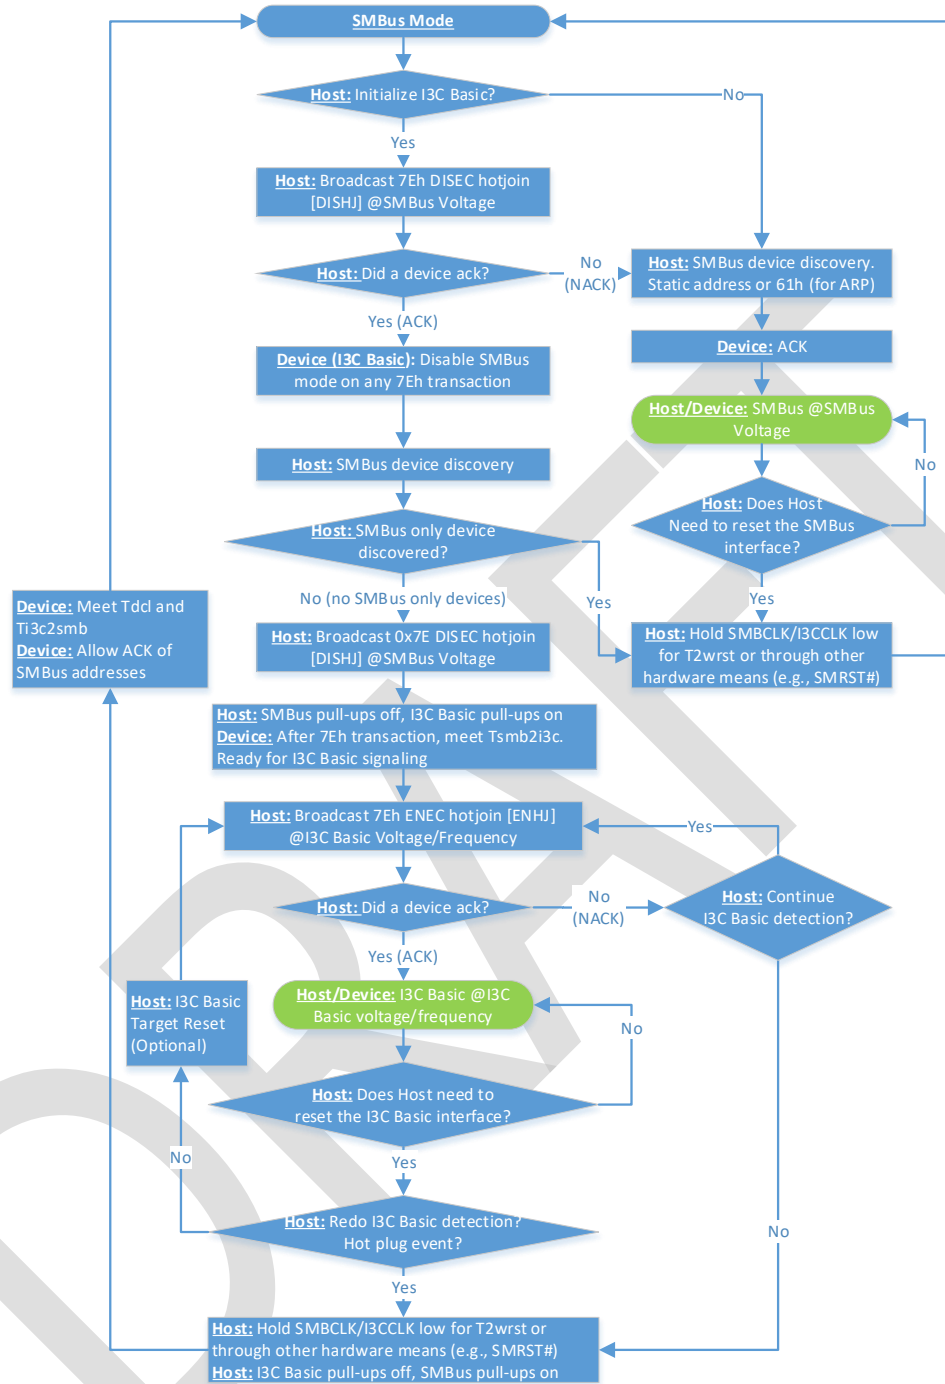 SMBus Mode
Host: Initialize I3C Basic?
No
Yes
Host: Broadcast 7Eh DISEC hotjoin
[DISHJ] @SMBus Voltage
Host: Did a device ack?
No
(NACK)
Host: SMBus device discovery.
Static address or 61h (for ARP)
Yes (ACK)
Device: ACK
Device (I3C Basic): Disable SMBus
mode on any 7Eh transaction
Host/Device: SMBus @SMBus
Voltage
No
Host: SMBus device discovery
Host: Does Host
Need to reset the SMBus
interface?
Host: SMBus only device
discovered?
No (no SMBus only devices)
Yes
Yes
Device: Meet Tdcl and
Ti3c2smb
Device: Allow ACK of
SMBus addresses
Host: Broadcast 0x7E DISEC hotjoin
[DISHJ] @SMBus Voltage
Host: Hold SMBCLK/I3CCLK low
for T2wrst or through other
hardware means (e.g., SMRST#)
Host: SMBus pull-ups off, I3C Basic pull-ups on
Device: After 7Eh transaction, meet Tsmb2i3c.
Ready for I3C Basic signaling
Host: Broadcast 7Eh ENEC hotjoin [ENHJ]
@I3C Basic Voltage/Frequency
Yes
Host: Did a device ack?
No
(NACK)
Host: Continue
I3C Basic detection?
Yes (ACK)
Host: I3C Basic
Target Reset
(Optional)
Host/Device: I3C Basic @I3C
Basic voltage/frequency
No
Host: Does Host need to
reset the I3C Basic interface?
No
Yes
Host: Redo I3C Basic detection?
Hot plug event?
No
Yes
Host: Hold SMBCLK/I3CCLK low for T2wrst or
through other hardware means (e.g., SMRST#)
Host: I3C Basic pull-ups off, SMBus pull-ups on
DRAFT